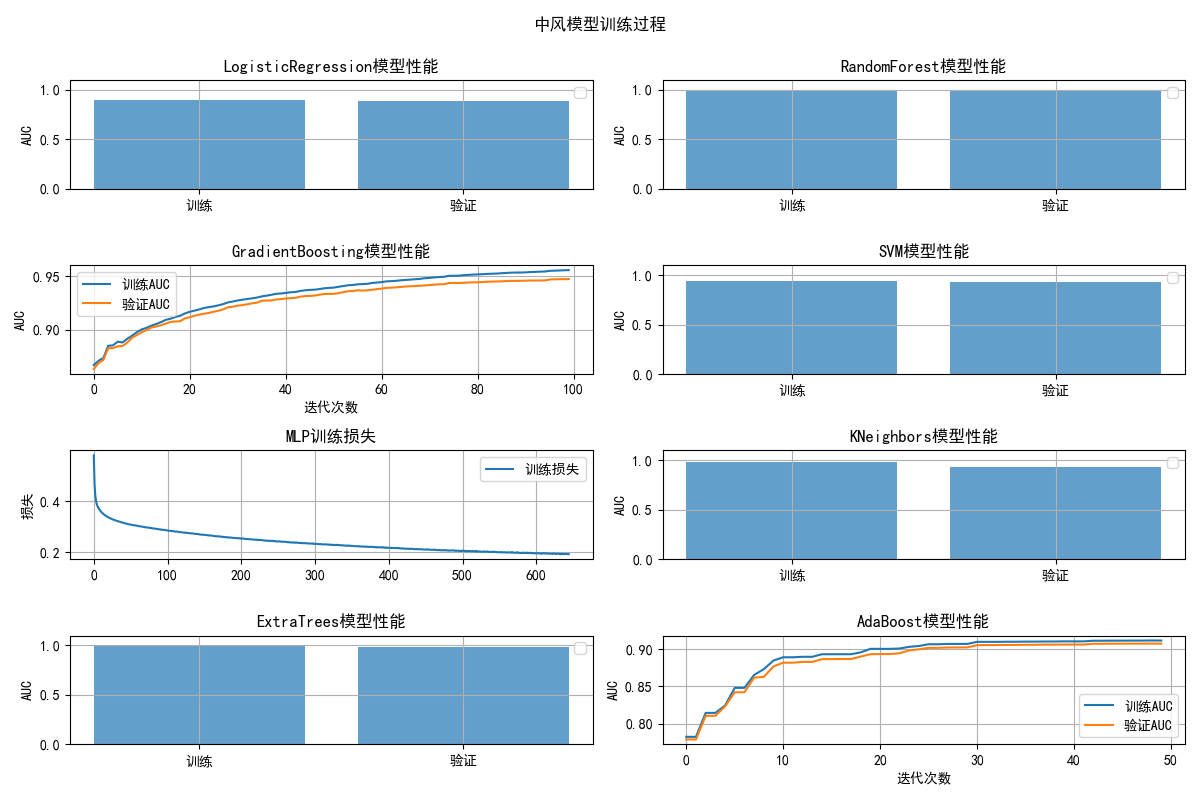 中风模型训练过程
LogisticRegression模型性能
AUC
1.0
0.5
0.0
训练
验证
RandomForest模型性能
AUC
1.0
0.5
0.0
训练
验证
GradientBoosting模型性能
AUC
0.95
0.90
训练AUC
验证AUC
0
20
40
60
80
100
迭代次数
SVM模型性能
AUC
1.0
0.5
0.0
训练
验证
MLP训练损失
损失
0.4
0.2
训练损失
0
100
200
300
400
500
600
KNeighbors模型性能
AUC
1.0
0.5
0.0
训练
验证
ExtraTrees模型性能
AUC
1.0
0.5
0.0
训练
验证
AdaBoost模型性能
AUC
0.90
0.85
0.80
训练AUC
验证AUC
0
10
20
30
40
50
迭代次数